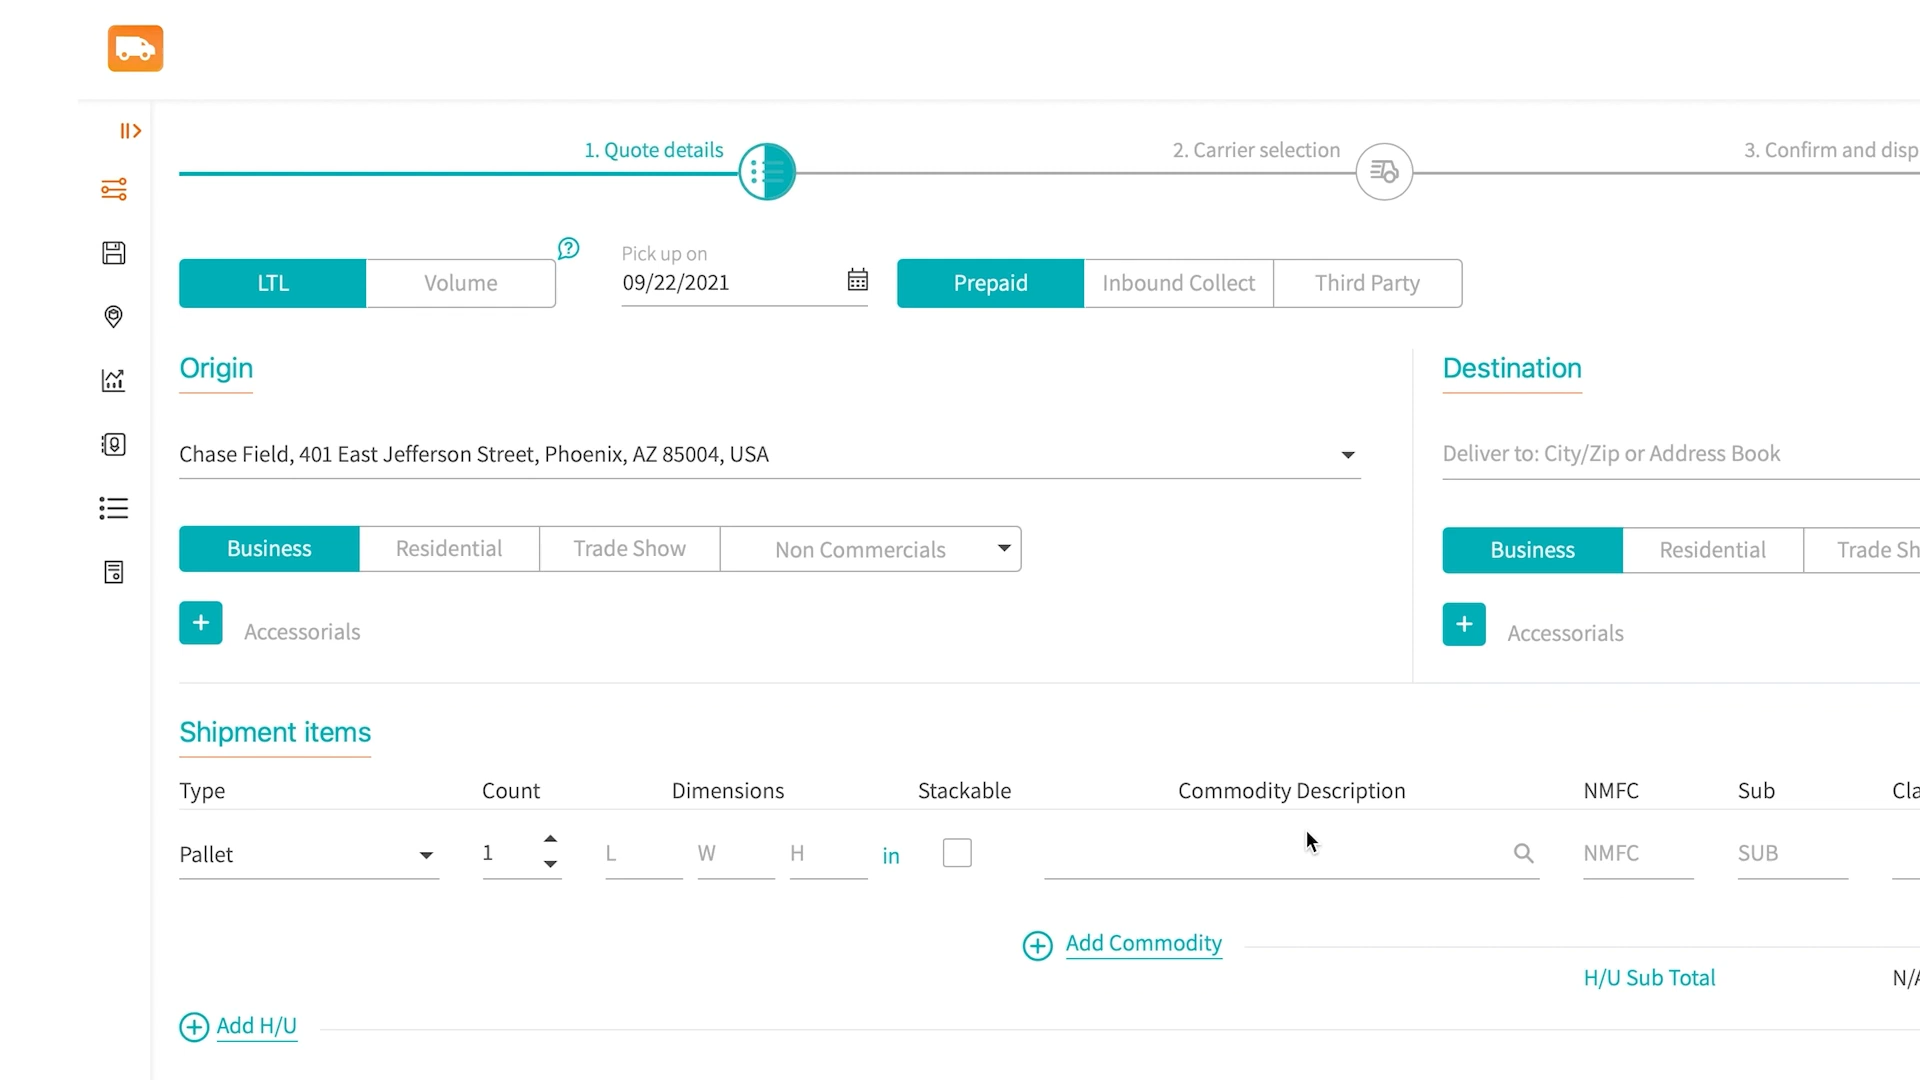 1. Quote details
2. Carrier selection
3. Confirm and disp
LTL
Volume
Pick up on
09/22/2021
Prepaid
Inbound Collect
Third Party
Origin
Destination
Chase Field, 401 East Jefferson Street, Phoenix, AZ 85004, USA
Deliver to: City/Zip or Address Book
Business
Residential
Trade Show
Non Commercials
Business
Residential
Trade Sh
+ Accessorials
+ Accessorials
Shipment items
Type
Count
Dimensions
Stackable
Commodity Description
NMFC
Sub
Cla
Pallet
1
L
W
H
in
NMFC
SUB
Add Commodity
H/U Sub Total
N/A
Add H/U